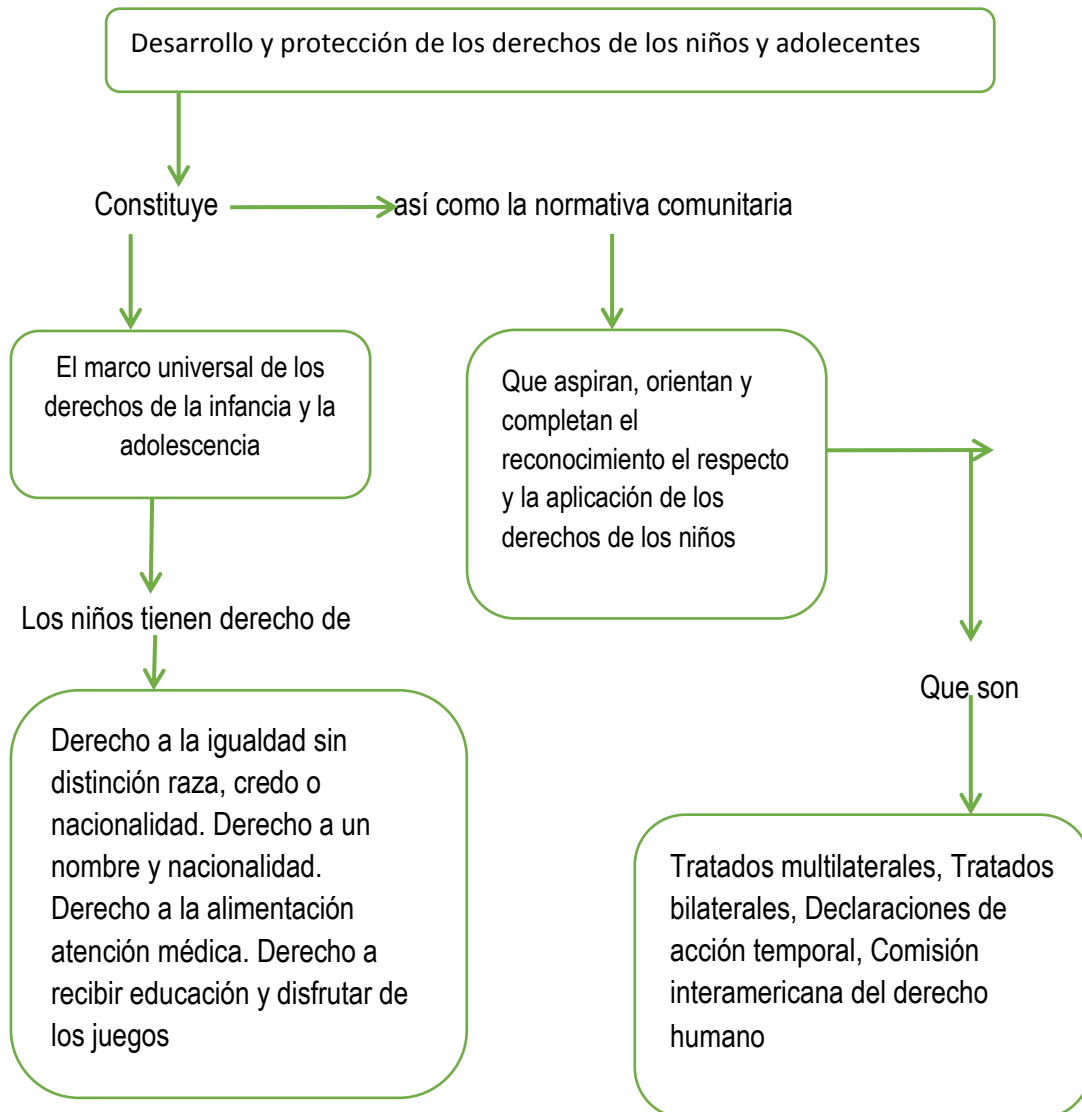 Desarrollo y protección de los derechos de los niños y adolecentes
Constituye
así como la normativa comunitaria
El marco universal de los
derechos de la infancia y la
adolescencia
Que aspiran, orientan y
completan el
reconocimiento el respecto
y la aplicación de los
derechos de los niños
Los niños tienen derecho de
Que son
Derecho a la igualdad sin
distinción raza, credo o
nacionalidad. Derecho a un
nombre y nacionalidad.
Derecho a la alimentación
atención médica. Derecho a
recibir educación y disfrutar de
los juegos
Tratados multilaterales, Tratados
bilaterales, Declaraciones de
acción temporal, Comisión
interamericana del derecho
humano